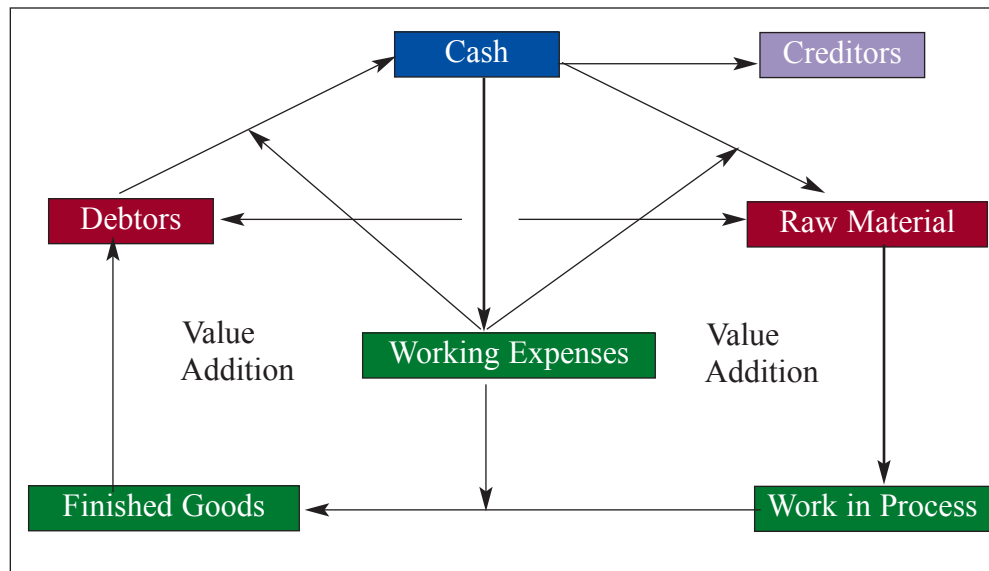 Cash
Creditors
Debtors
Raw Material
Value
Addition
Working Expenses
Value
Addition
Finished Goods
Work in Process